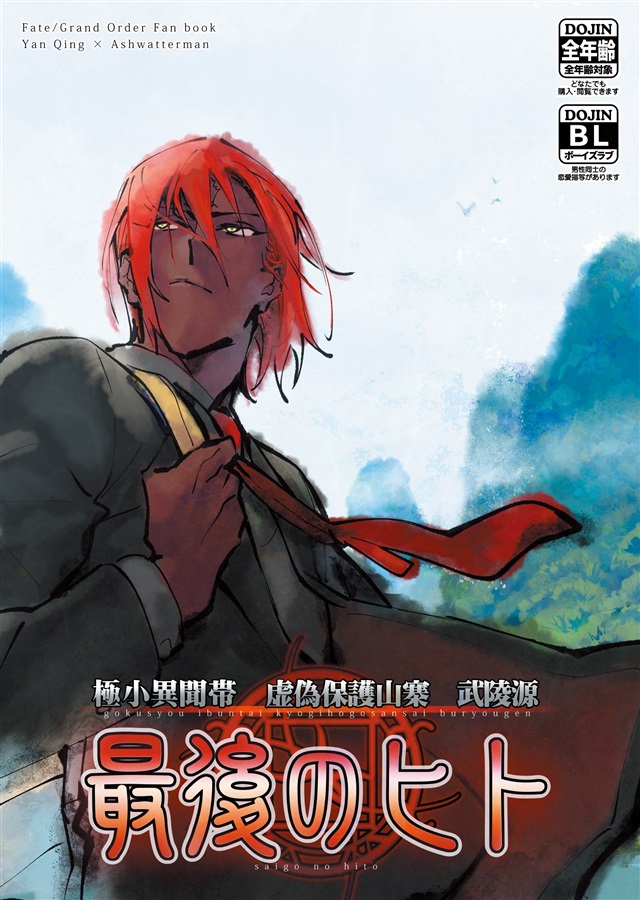 Fate/Grand Order Fan book
Yan Qing × Ashwatterman
DOJIN
全年齢
全年齢対象
どなたでも
購入・閲覧できます
DOJIN
BL
ボーイズラブ
男性同士の
恋愛描写があります
極小異聞帯 虚偽保護山寨 武陵源
gokusyou ibuntai kyogihogosansai buryougen
最後のヒト
saigo no hito